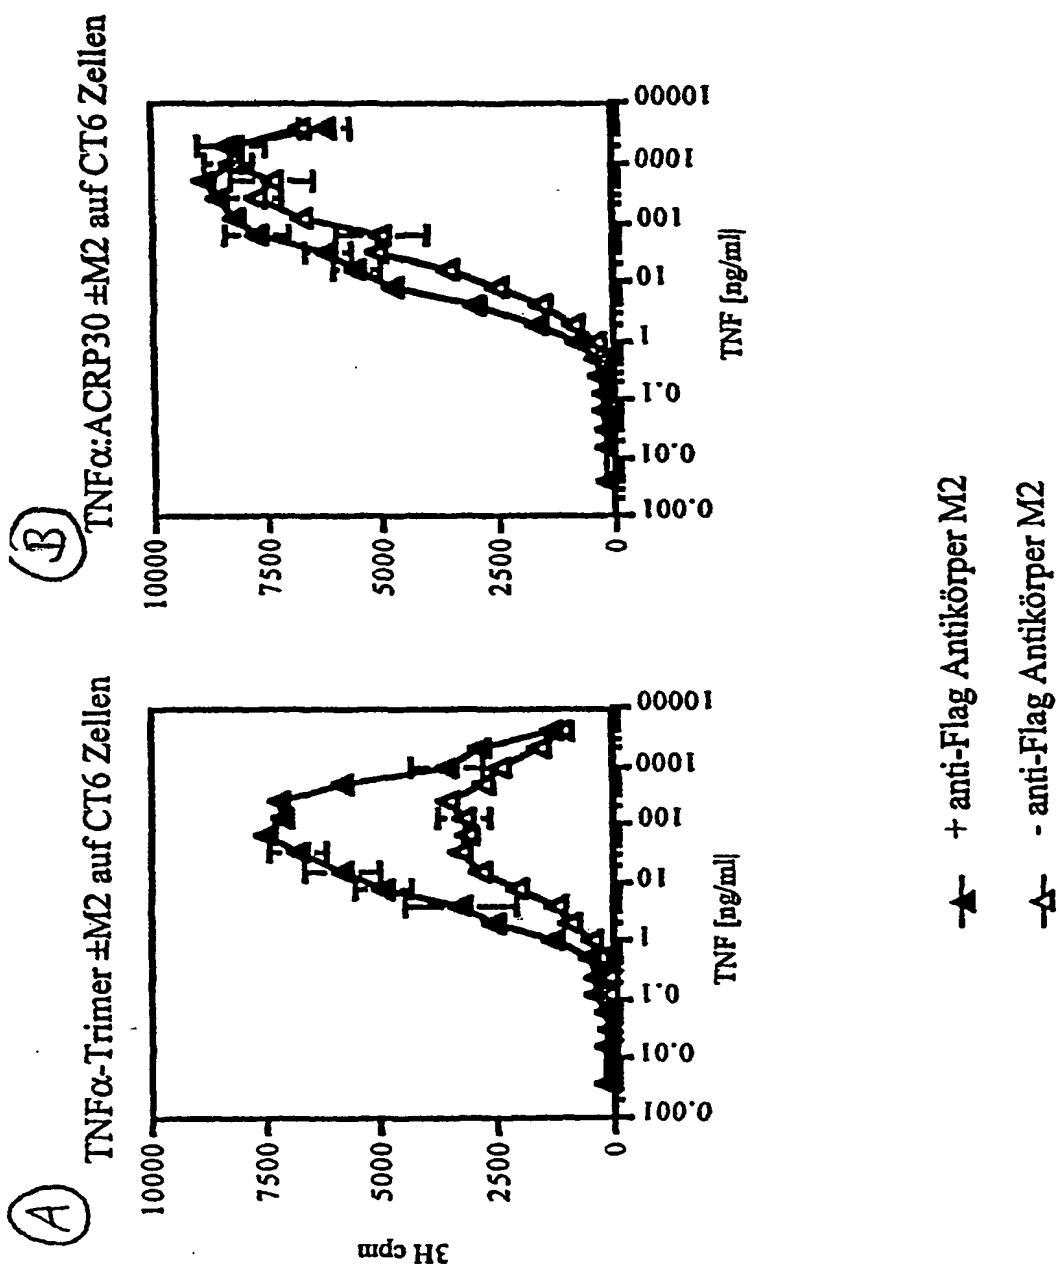 A
TNFα-Trimer ±M2 auf CT6 Zellen
3H cpm
10000
7500
5000
2500
0
0.001
0.01
0.1
1
10
100
1000
10000
TNF [ng/ml]
B
TNFα:ACRP30 ±M2 auf CT6 Zellen
10000
7500
5000
2500
0
0.001
0.01
0.1
1
10
100
1000
10000
TNF [ng/ml]
+ anti-Flag Antikörper M2
- anti-Flag Antikörper M2